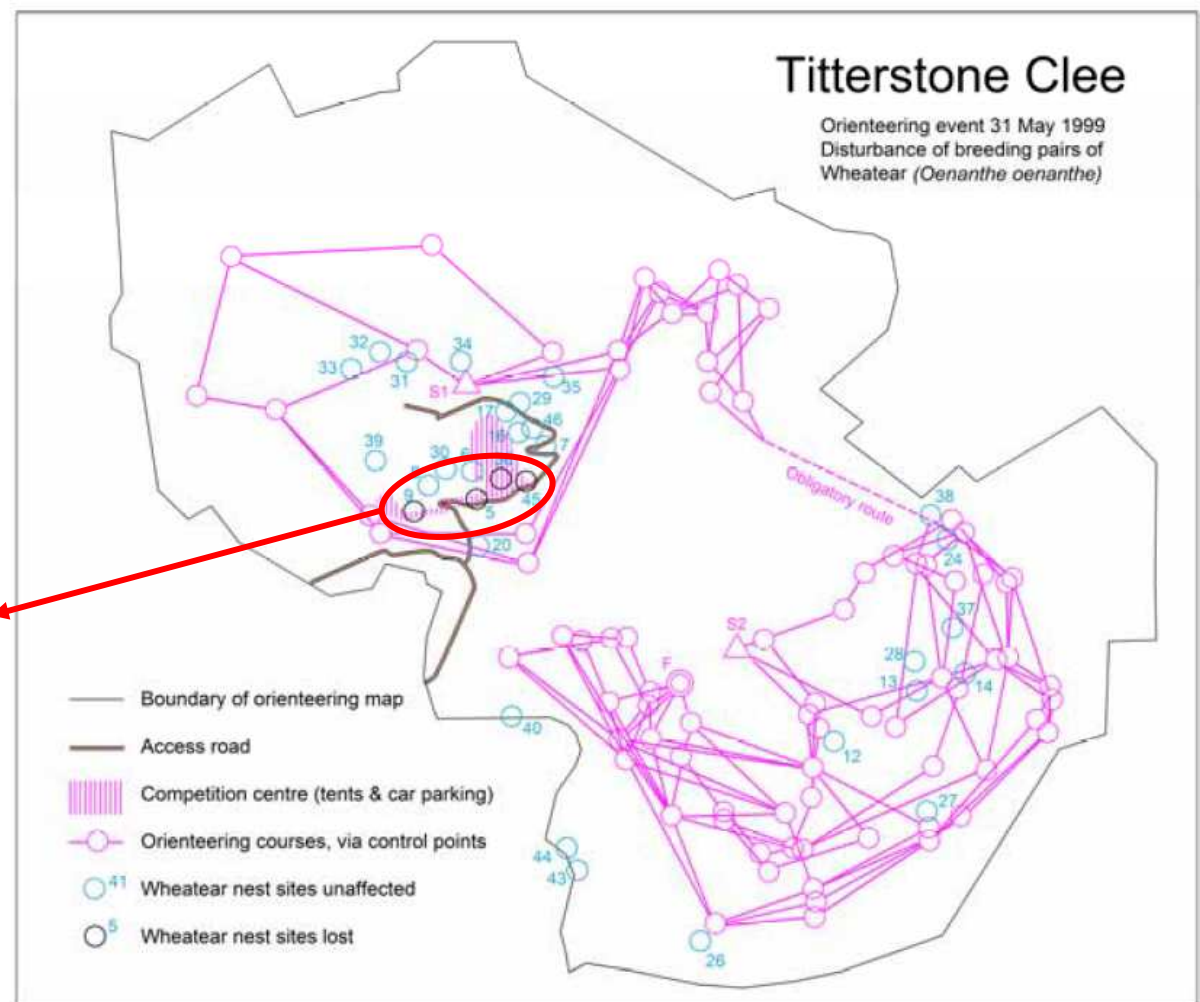 Titterstone Clee
Orienteering event 31 May 1999
Disturbance of breeding pairs of
Wheatear (Oenanthe oenanthe)
32
33
31
34
S1
35
29
17
46
16
7
39
30
6
9
5
45
20
Obligatory route
38
24
37
S2
28
13
14
F
40
12
27
44
43
26
Boundary of orienteering map
Access road
Competition centre (tents & car parking)
Orienteering courses, via control points
41
Wheatear nest sites unaffected
5
Wheatear nest sites lost